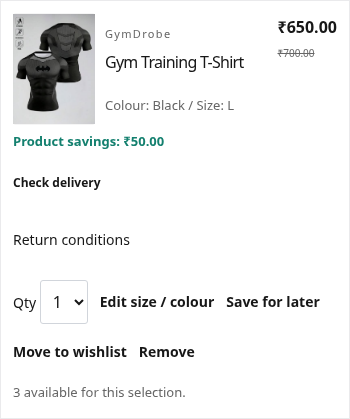 GymDrobe
Gym Training T-Shirt
₹650.00
₹700.00
Colour: Black / Size: L
Product savings: ₹50.00
Check delivery
Return conditions
Qty 1 Edit size / colour Save for later
Move to wishlist Remove
3 available for this selection.